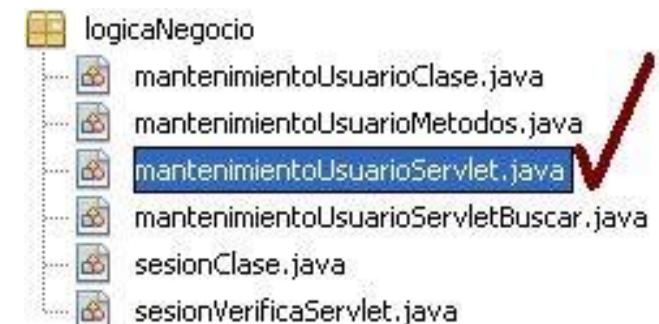 logicaNegocio
mantenimientoUsuarioClase.java
mantenimientoUsuarioMetodos.java
mantenimientoUsuarioServlet.java
mantenimientoUsuarioServletBuscar.java
sesionClase.java
sesionVerificaServlet.java